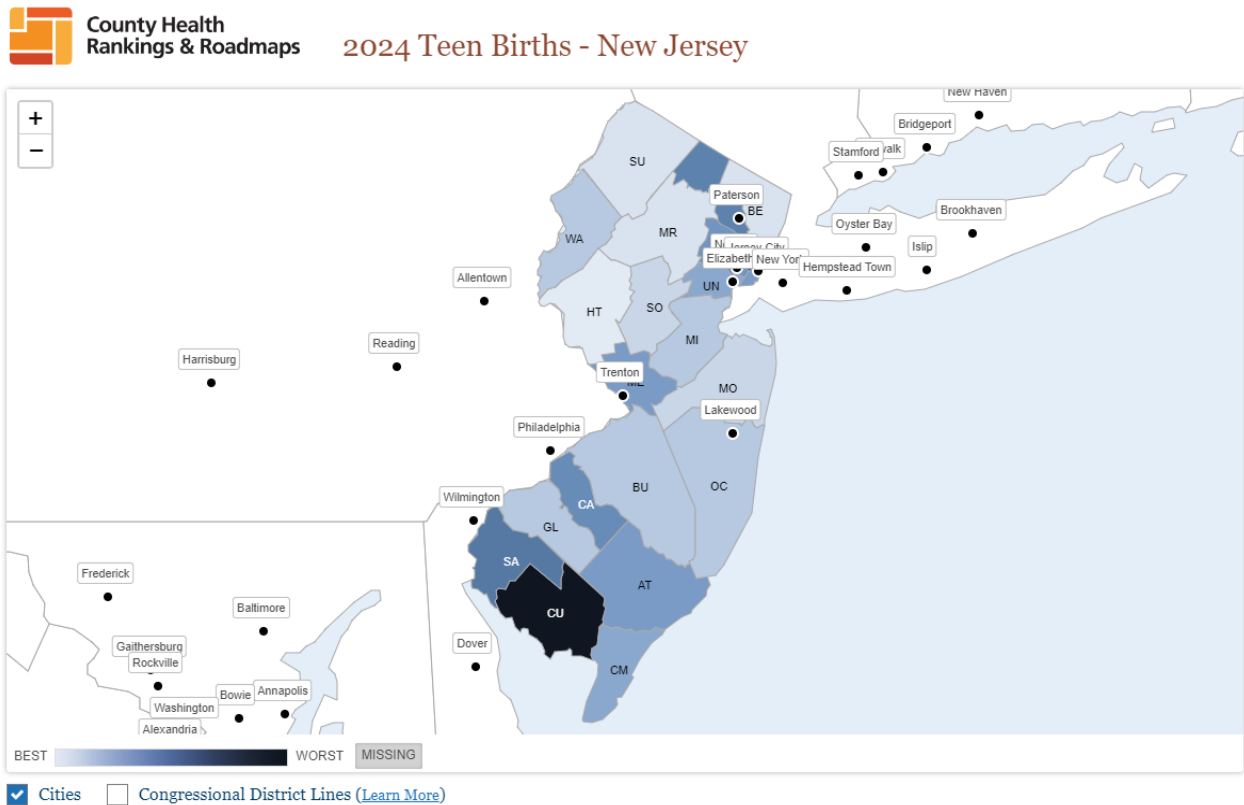 County Health
Rankings & Roadmaps
2024 Teen Births - New Jersey
+
−
New Haven
Bridgeport
Stamford
SU
Paterson
BE
Brookhaven
Oyster Bay
WA
MR
Islip
Jersey City
Elizabeth
New York
Hempstead Town
Allentown
UN
HT
SO
MI
Reading
Harrisburg
Trenton
ME
MO
Lakewood
Philadelphia
BU
OC
Wilmington
CA
GL
SA
Frederick
AT
Baltimore
CU
Dover
Gaithersburg
Rockville
CM
Bowie
Annapolis
Washington
Alexandria
BEST
WORST
MISSING
Cities
Congressional District Lines (Learn More)